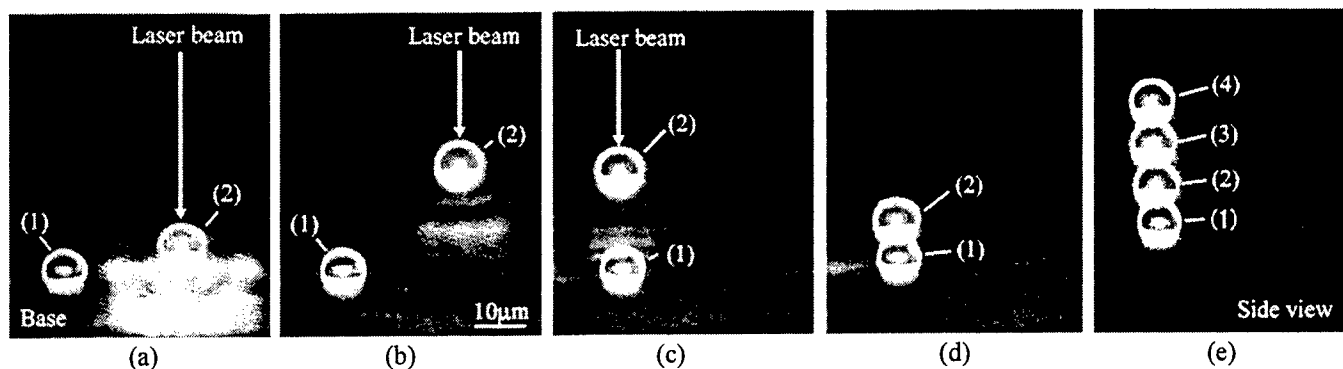 Laser beam
(1)
(2)
Base
(a)
Laser beam
(2)
(1)
10μm
(b)
Laser beam
(2)
(1)
(c)
(2)
(1)
(d)
(4)
(3)
(2)
(1)
Side view
(e)